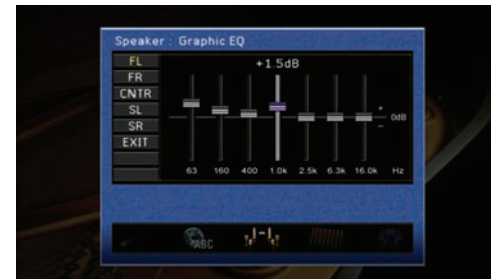 Speaker : Graphic EQ
FL
FR
CNTR
SL
SR
EXIT
+1.5dB
+
0dB
−
63 160 400 1.0k 2.5k 6.3k 16.0k Hz
ABC